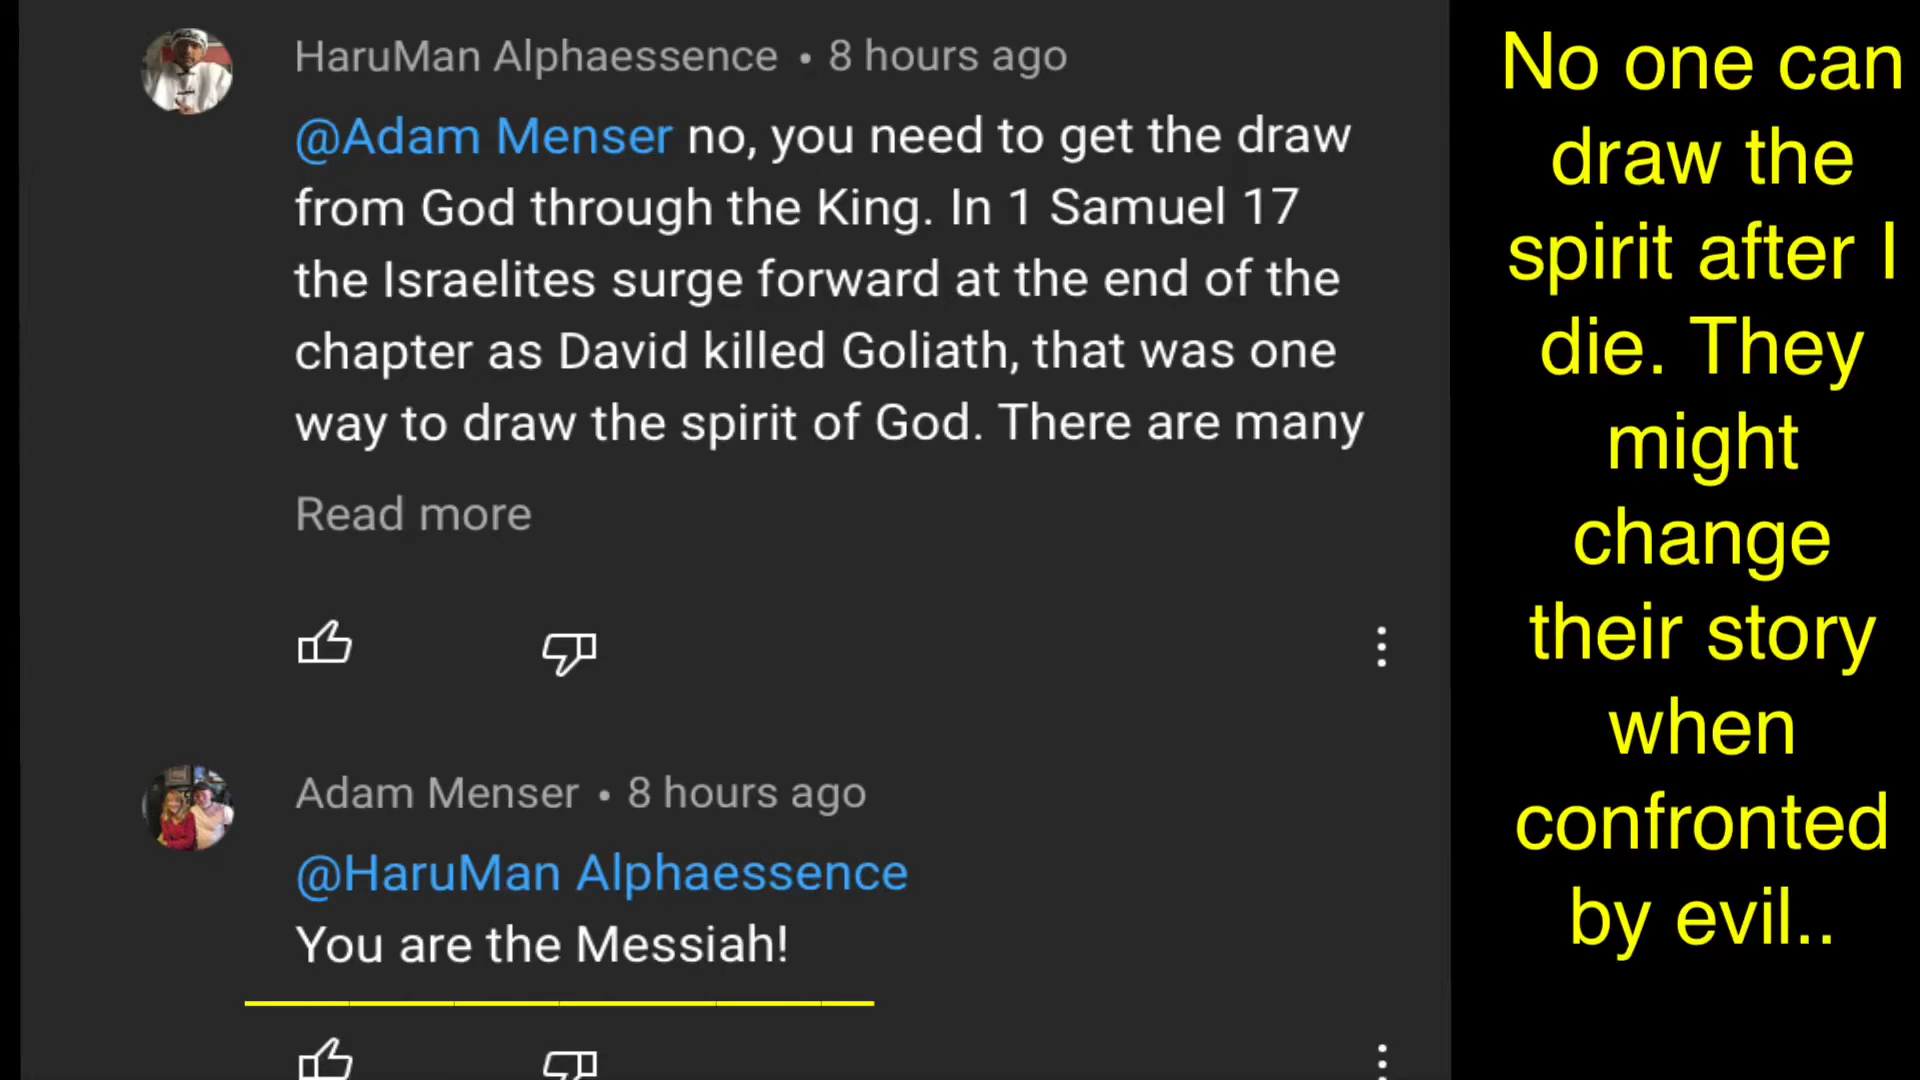 HaruMan Alphaessence • 8 hours ago
@Adam Menser no, you need to get the draw
from God through the King. In 1 Samuel 17
the Israelites surge forward at the end of the
chapter as David killed Goliath, that was one
way to draw the spirit of God. There are many
Read more
Adam Menser • 8 hours ago
@HaruMan Alphaessence
You are the Messiah!
No one can
draw the
spirit after I
die. They
might
change
their story
when
confronted
by evil..